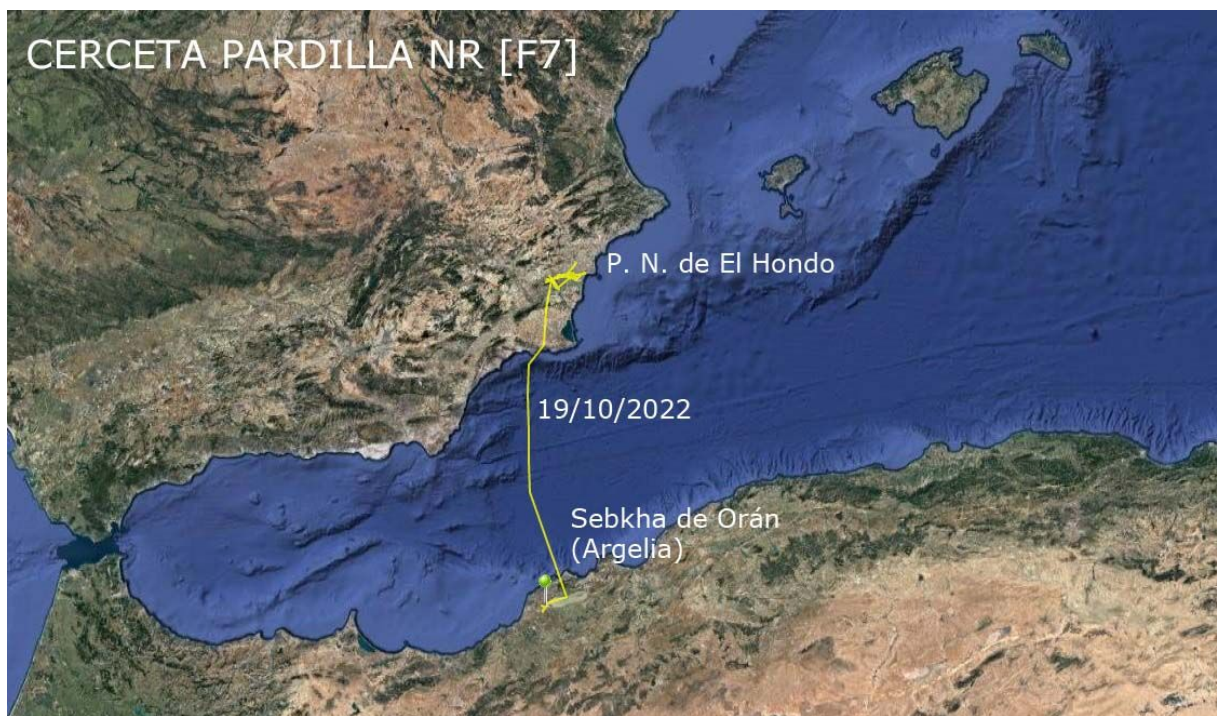 CERCETA PARDILLA NR [F7]
P. N. de El Hondo
19/10/2022
Sebkha de Orán
(Argelia)